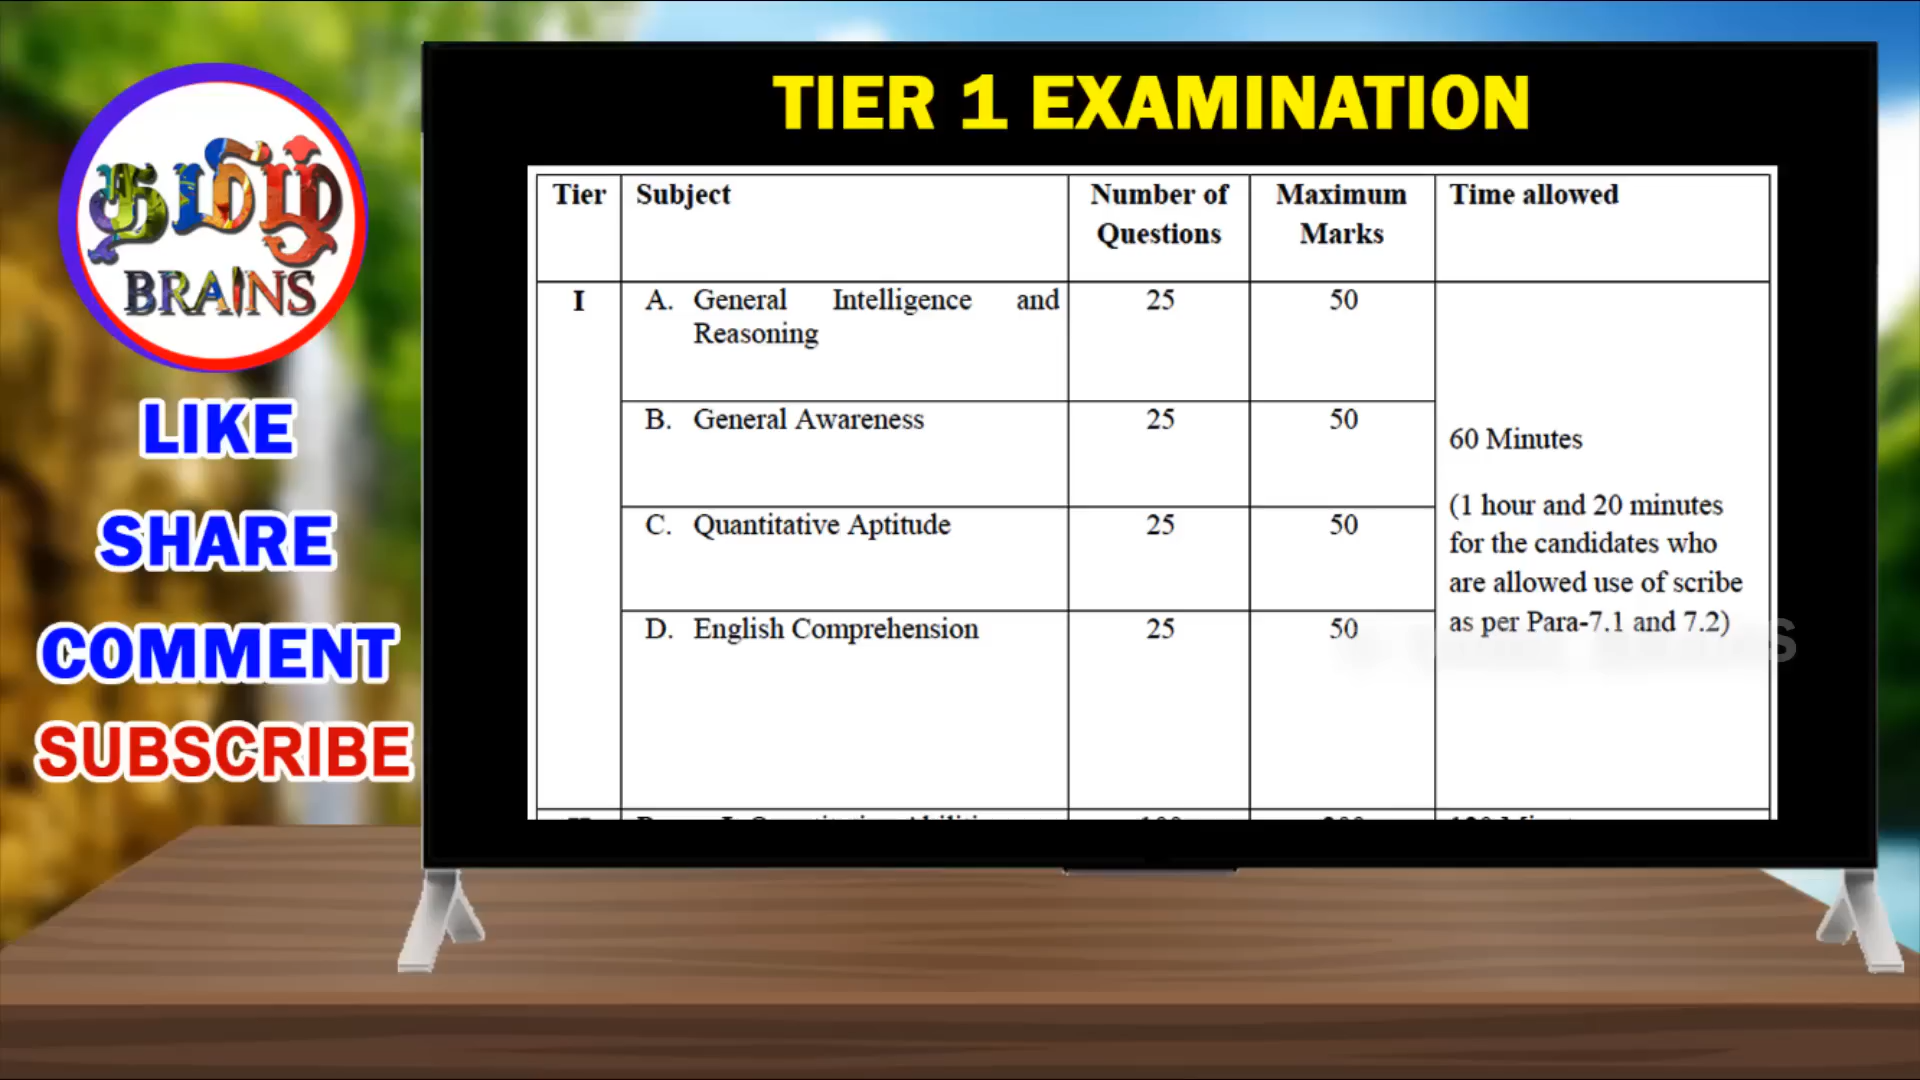 தமிழ்
BRAINS
LIKE
SHARE
COMMENT
SUBSCRIBE
TIER 1 EXAMINATION
Tier Subject Number of Questions Maximum Marks Time allowed
I A. General Intelligence and Reasoning 25 50
B. General Awareness 25 50
C. Quantitative Aptitude 25 50
D. English Comprehension 25 50
60 Minutes
(1 hour and 20 minutes
for the candidates who
are allowed use of scribe
as per Para-7.1 and 7.2)